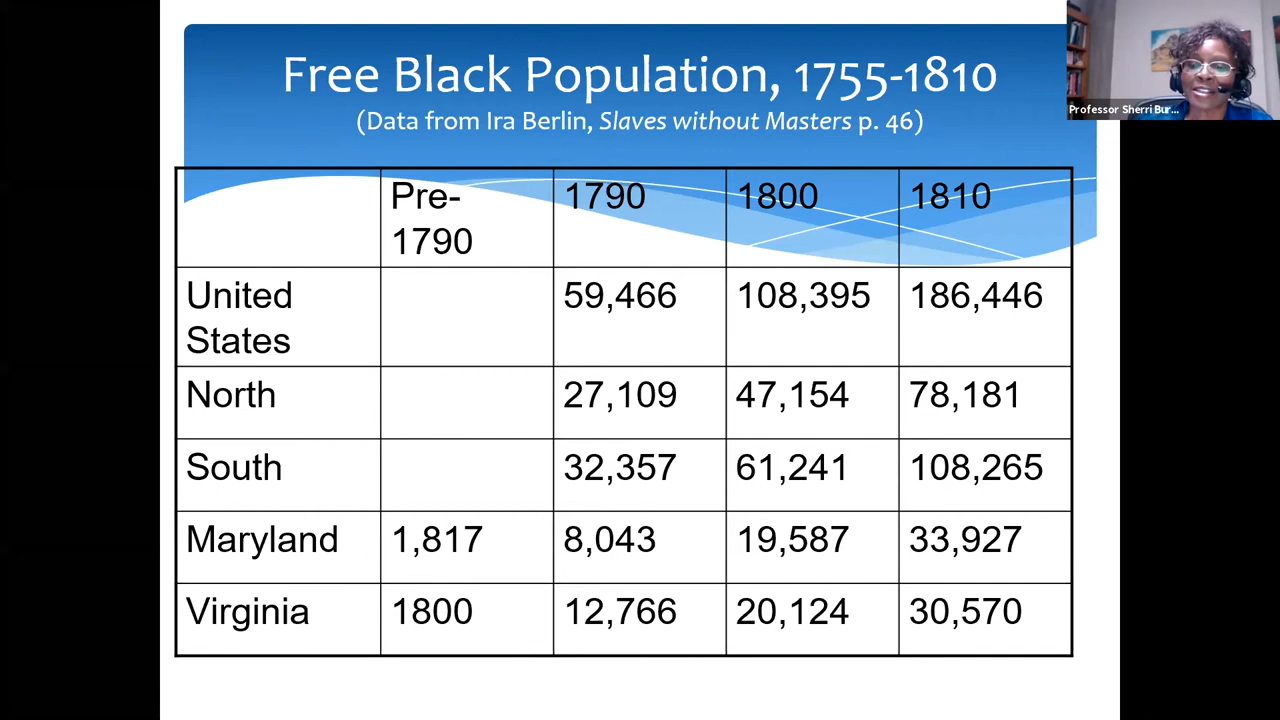 Free Black Population, 1755-1810
(Data from Ira Berlin, Slaves without Masters p. 46)
Professor Sherri Bur...
Pre-
1790
1790
1800
1810
United
States
59,466
108,395
186,446
North
27,109
47,154
78,181
South
32,357
61,241
108,265
Maryland
1,817
8,043
19,587
33,927
Virginia
1800
12,766
20,124
30,570